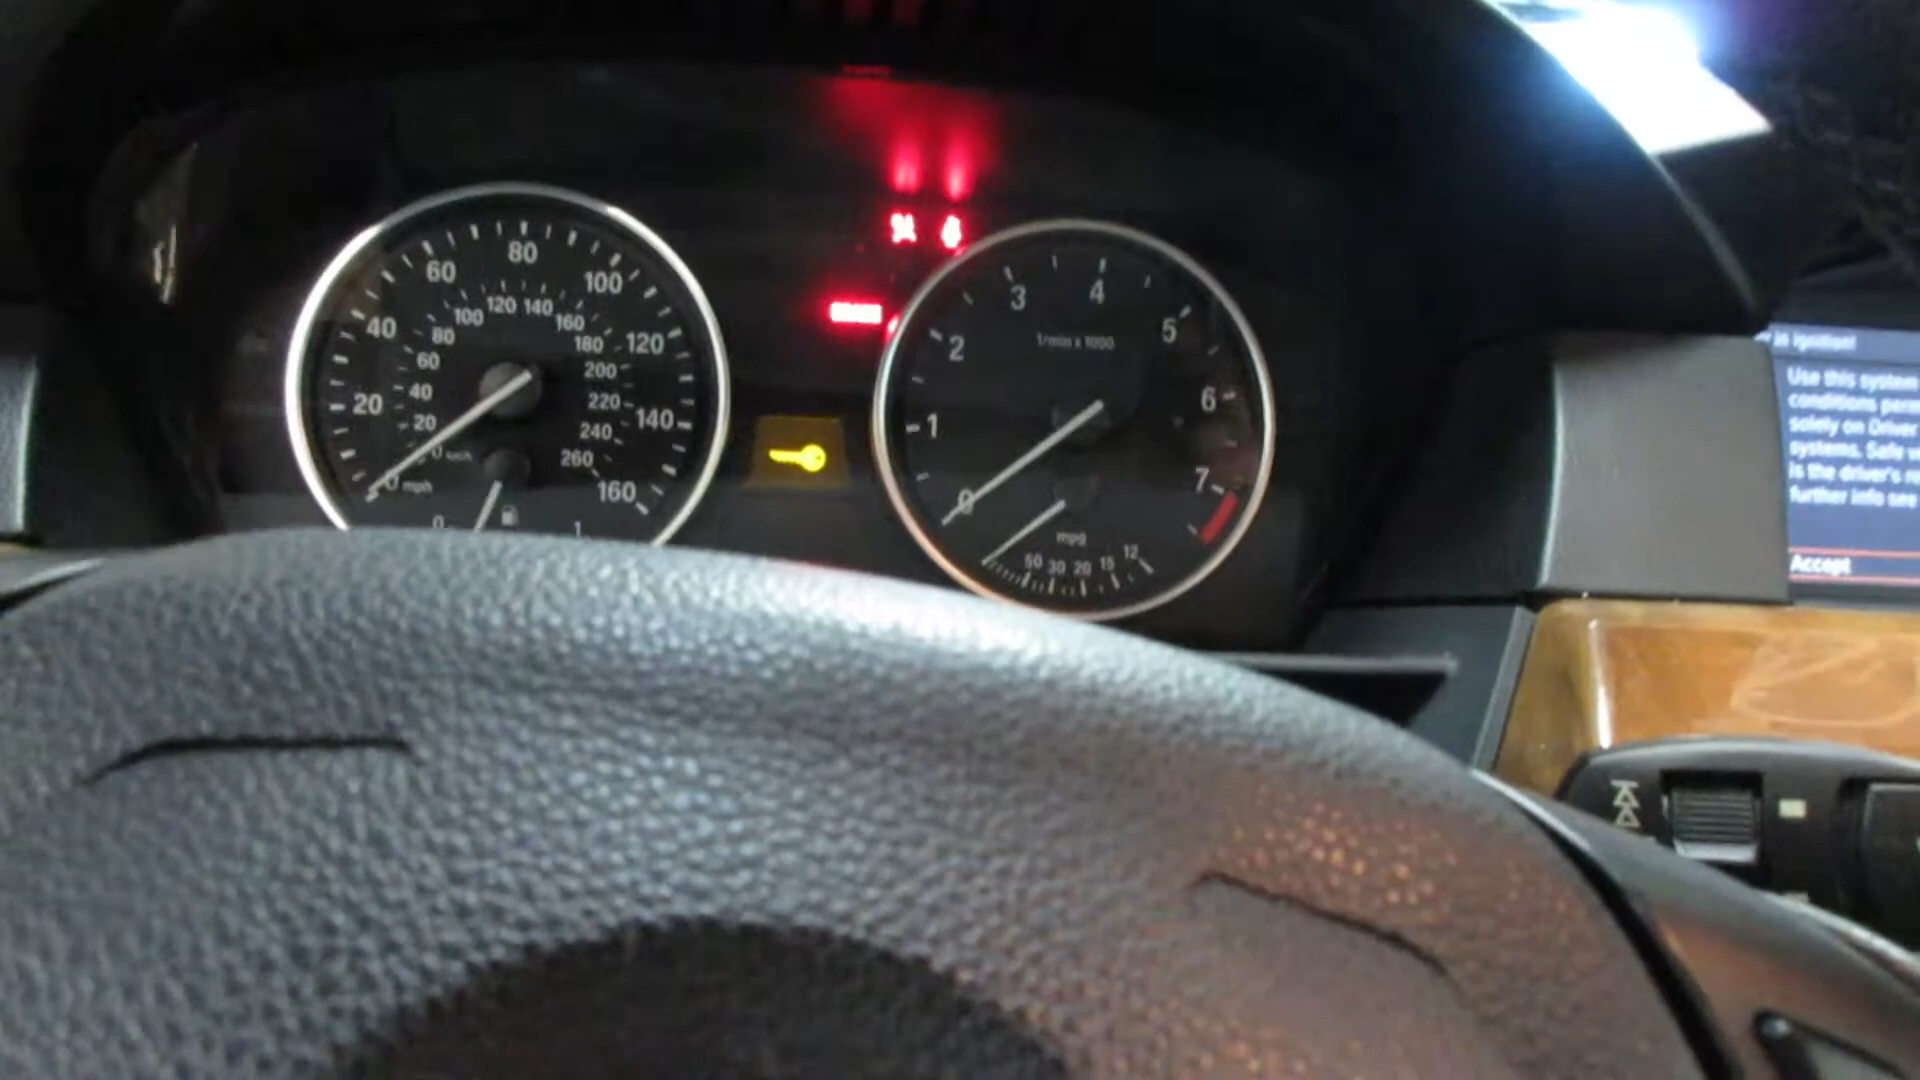 20
40
60
80
100
120
140
160
20
40
60
80
100
120
140
160
180
200
220
240
260
0 mph
0
1
0
1
2
3
4
5
6
7
1/min x 1000
mpg
50 30 20 15 12
in ignition!
Use this system
conditions
solely on Driver
systems. Safe
is the driver's
further info see
Accept